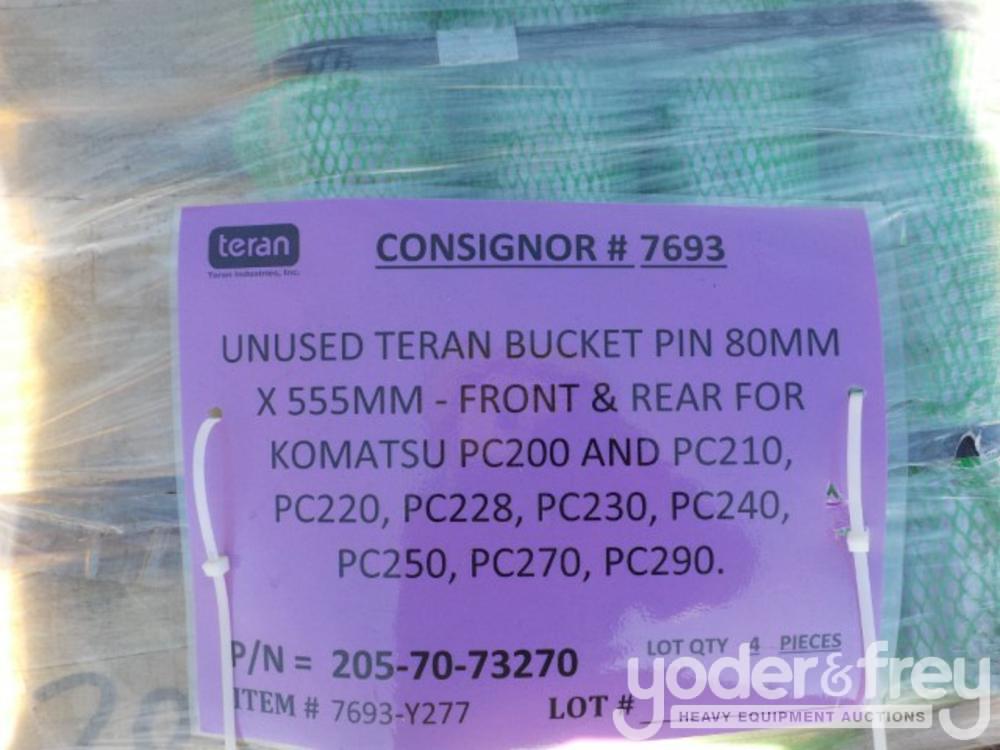 teran
Teran Industries, Inc.
CONSIGNOR # 7693
UNUSED TERAN BUCKET PIN 80MM
X 555MM - FRONT & REAR FOR
KOMATSU PC200 AND PC210,
PC220, PC228, PC230, PC240,
PC250, PC270, PC290.
P/N = 205-70-73270
LOT QTY 4 PIECES
ITEM # 7693-Y277
LOT #
yoder&frey
HEAVY EQUIPMENT AUCTIONS